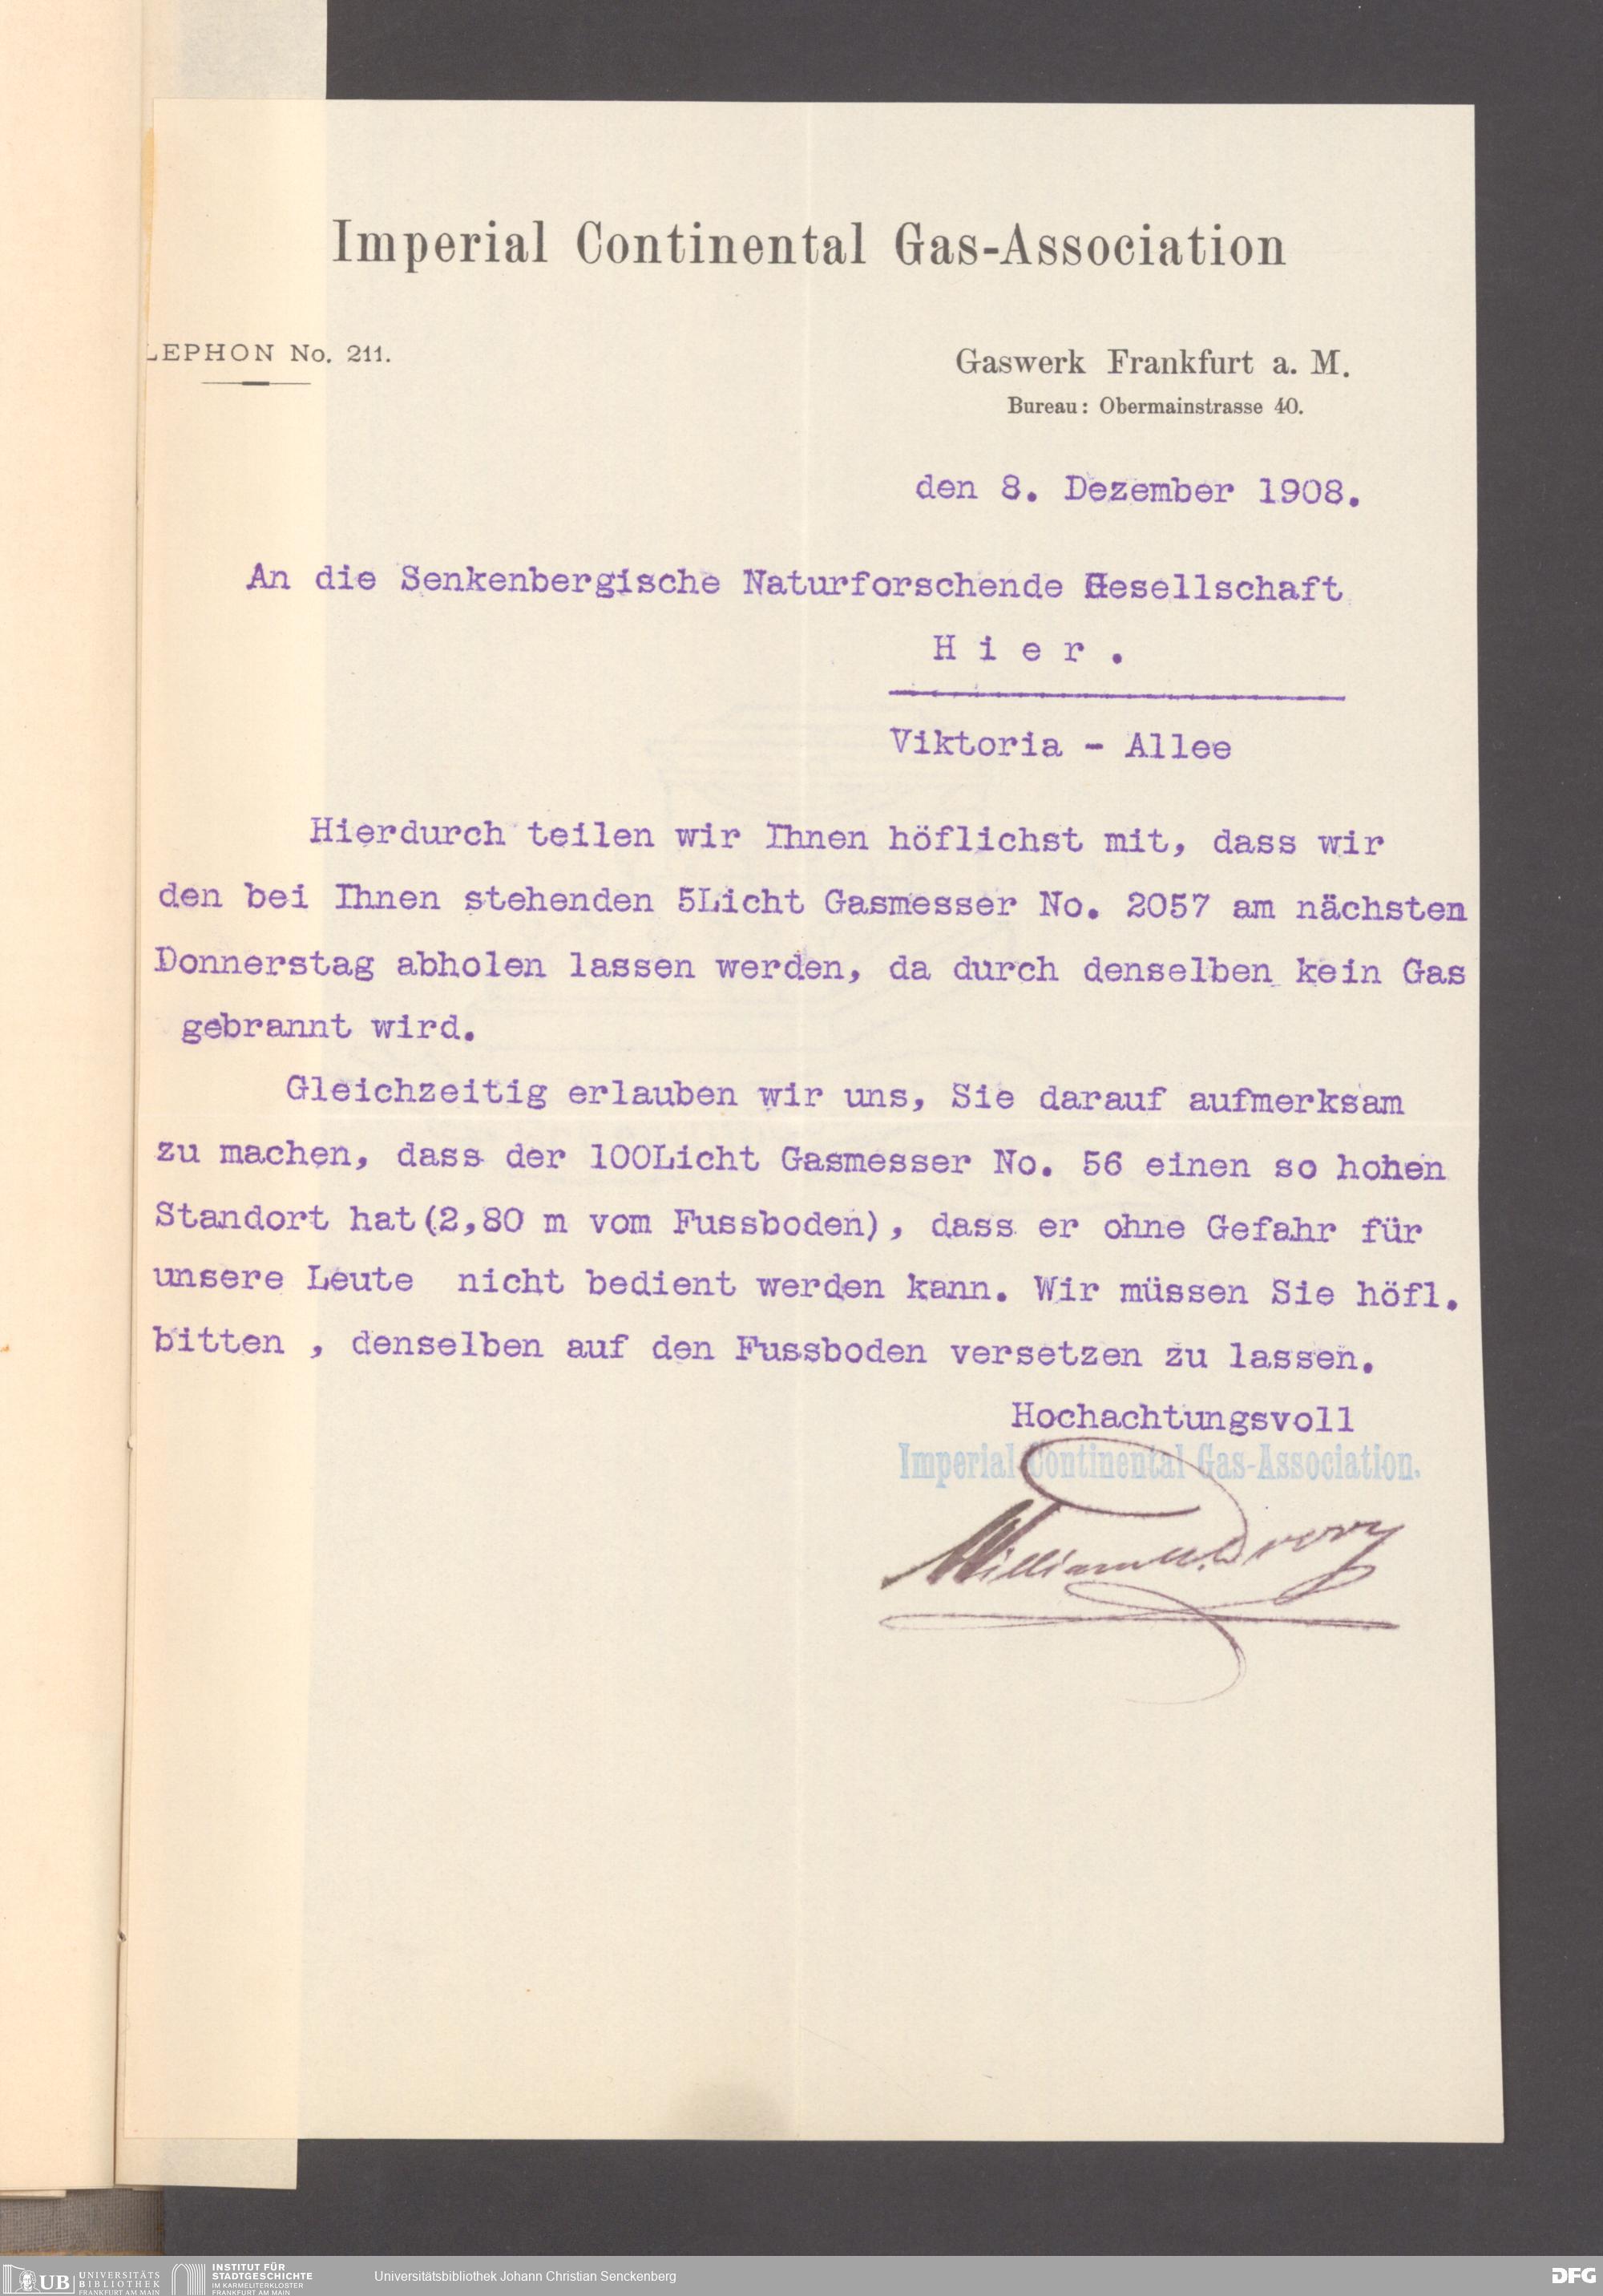 Imperial Continental Gas-Association
LEPHON No. 211.
Gaswerk Frankfurt a. M.
Bureau: Obermainstrasse 40.
den 8. Dezember 1908.
An die Senkenbergische Naturforschende Gesellschaft
H i e r .
Viktoria - Allee
Hierdurch teilen wir Ihnen höflichst mit, dass wir
den bei Ihnen stehenden 5Licht Gasmesser No. 2057 am nächsten
Donnerstag abholen lassen werden, da durch denselben kein Gas
gebrannt wird.
Gleichzeitig erlauben wir uns, Sie darauf aufmerksam
zu machen, dass der 100Licht Gasmesser No. 56 einen so hohen
Standort hat(2,80 m vom Fussboden), dass er ohne Gefahr für
unsere Leute nicht bedient werden kann. Wir müssen Sie höfl.
bitten , denselben auf den Fussboden versetzen zu lassen.
Hochachtungsvoll
Imperial Continental Gas-Association.
William W. Drory
UB UNIVERSITÄTS
BIBLIOTHEK
FRANKFURT AM MAIN
INSTITUT FÜR
STADTGESCHICHTE
IM KARMELITERKLOSTER
FRANKFURT AM MAIN
Universitätsbibliothek Johann Christian Senckenberg
DFG